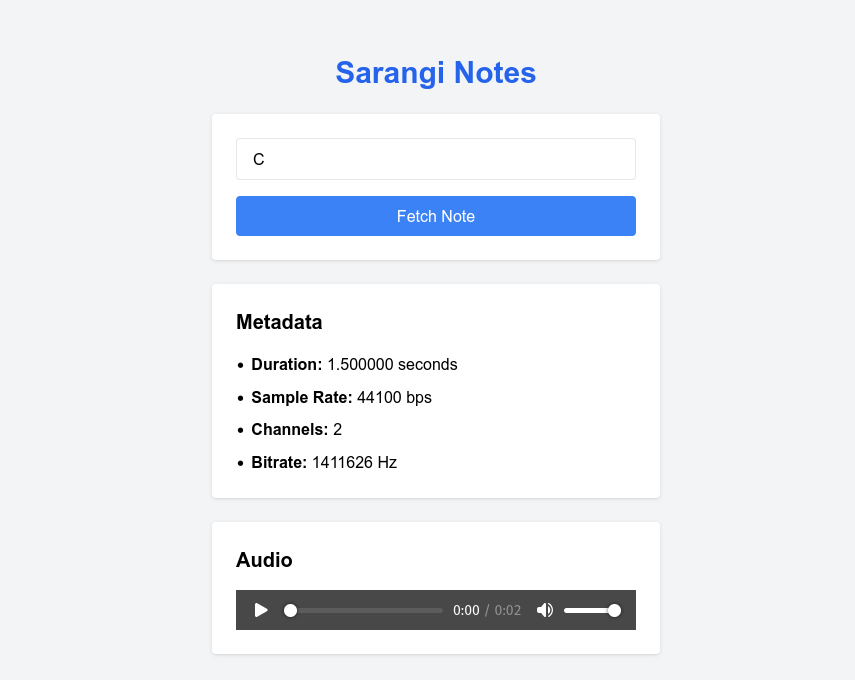 Sarangi Notes
C
Fetch Note
Metadata
• Duration: 1.500000 seconds
• Sample Rate: 44100 bps
• Channels: 2
• Bitrate: 1411626 Hz
Audio
0:00 / 0:02